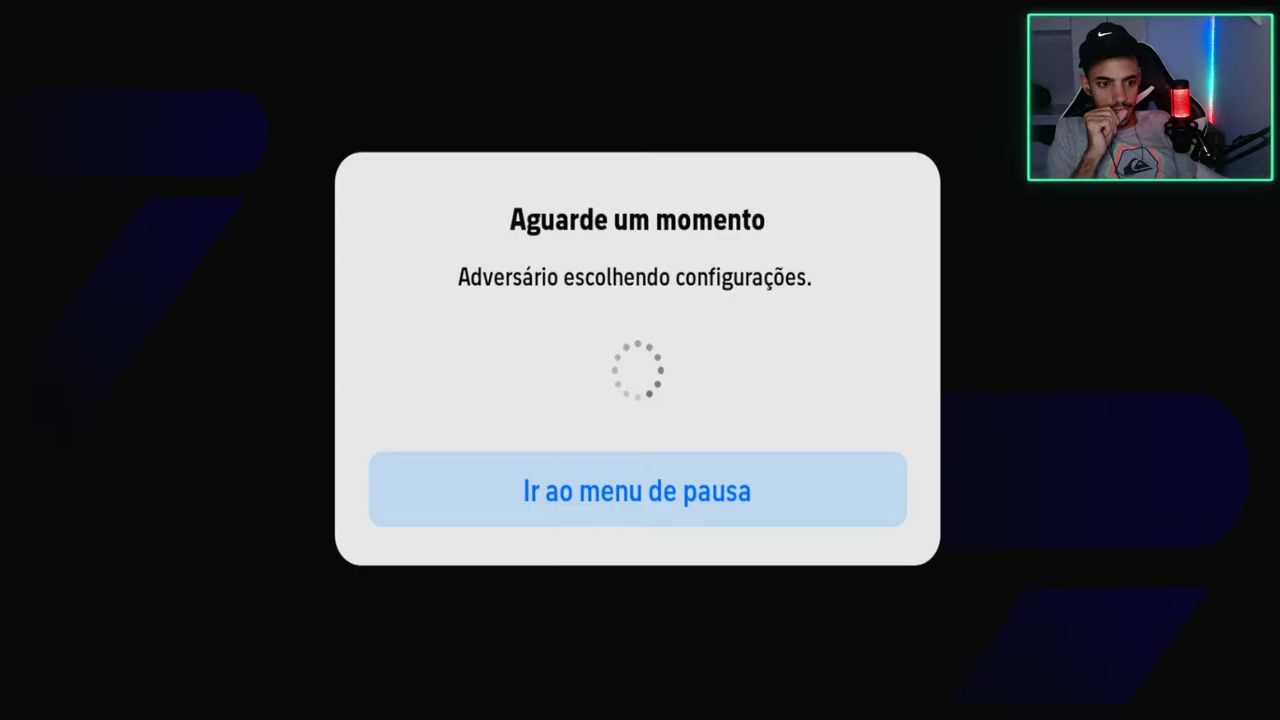 Aguarde um momento
Adversário escolhendo configurações.
Ir ao menu de pausa